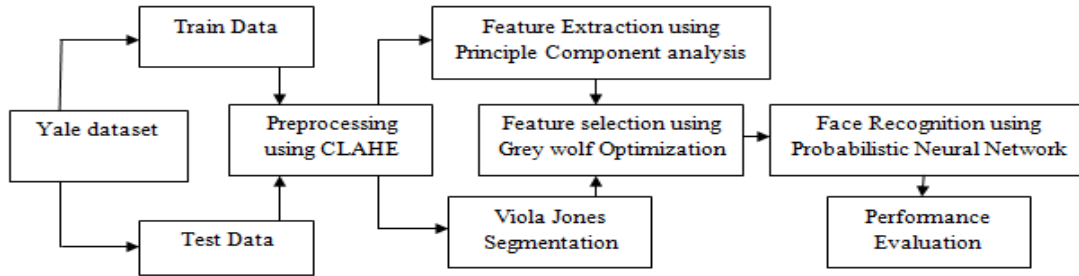 Train Data
Feature Extraction using
Principle Component analysis
Yale dataset
Preprocessing
using CLAHE
Feature selection using
Grey wolf Optimization
Face Recognition using
Probabilistic Neural Network
Test Data
Viola Jones
Segmentation
Performance
Evaluation